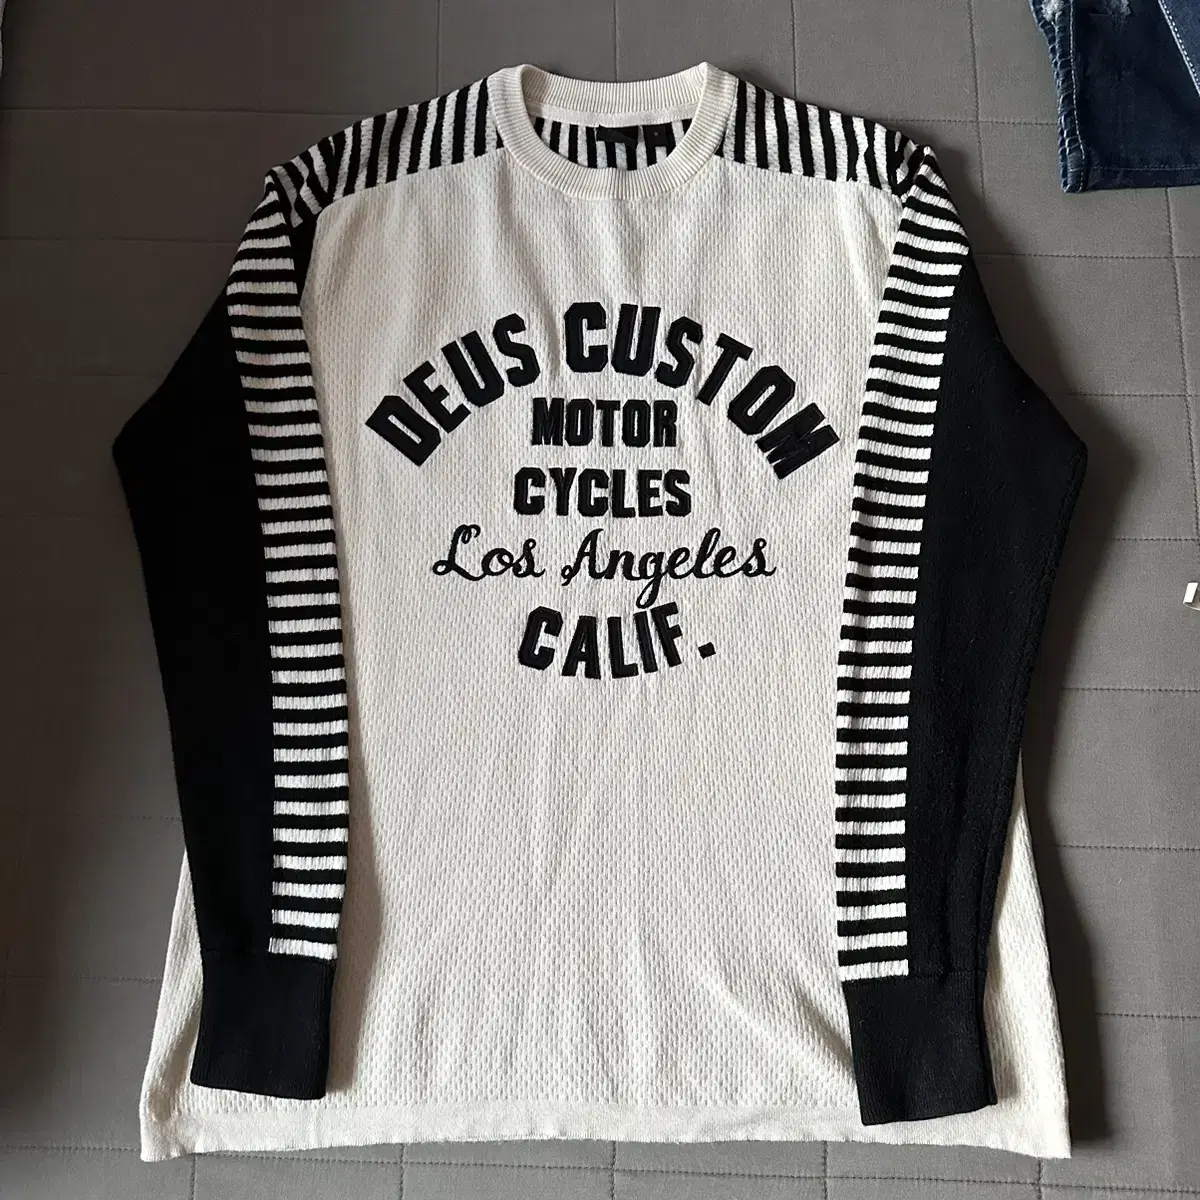 DEUS CUSTOM
MOTOR
CYCLES
Los Angeles
CALIF.